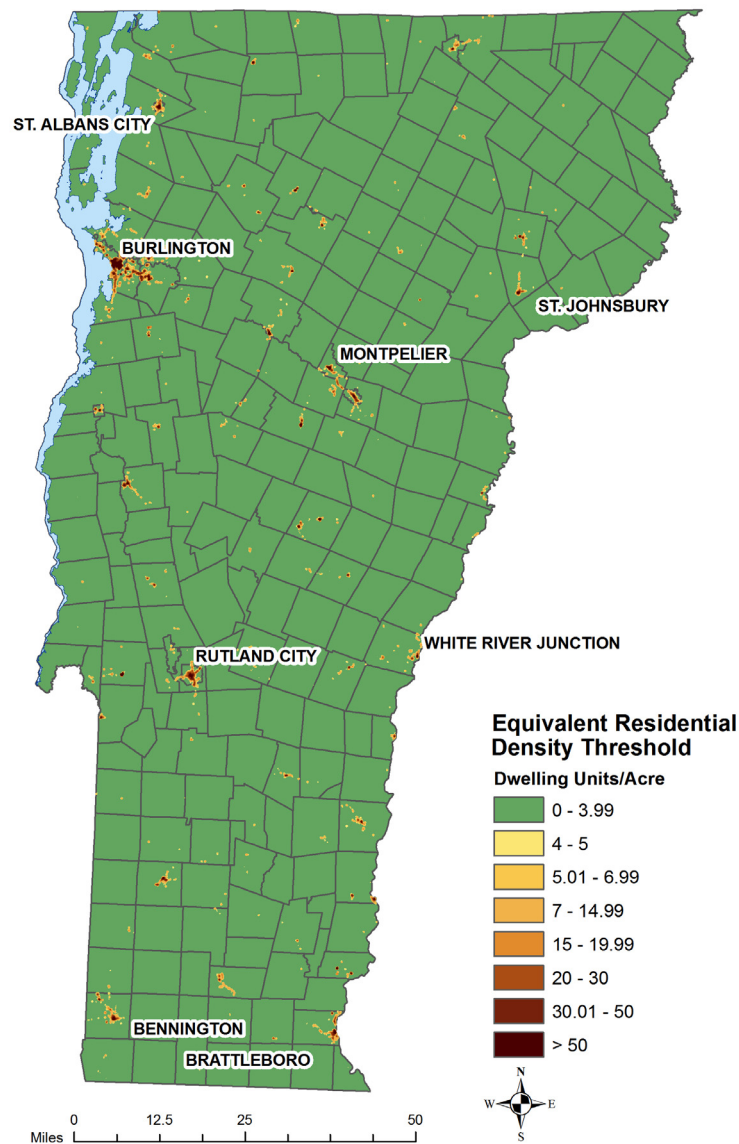 ST. ALBANS CITY
BURLINGTON
ST. JOHNSBURY
MONTPELIER
WHITE RIVER JUNCTION
RUTLAND CITY
Equivalent Residential
Density Threshold
Dwelling Units/Acre
0 - 3.99
4 - 5
5.01 - 6.99
7 - 14.99
15 - 19.99
20 - 30
30.01 - 50
> 50
BENNINGTON
BRATTLEBORO
N
W E
S
0 12.5 25 50
Miles